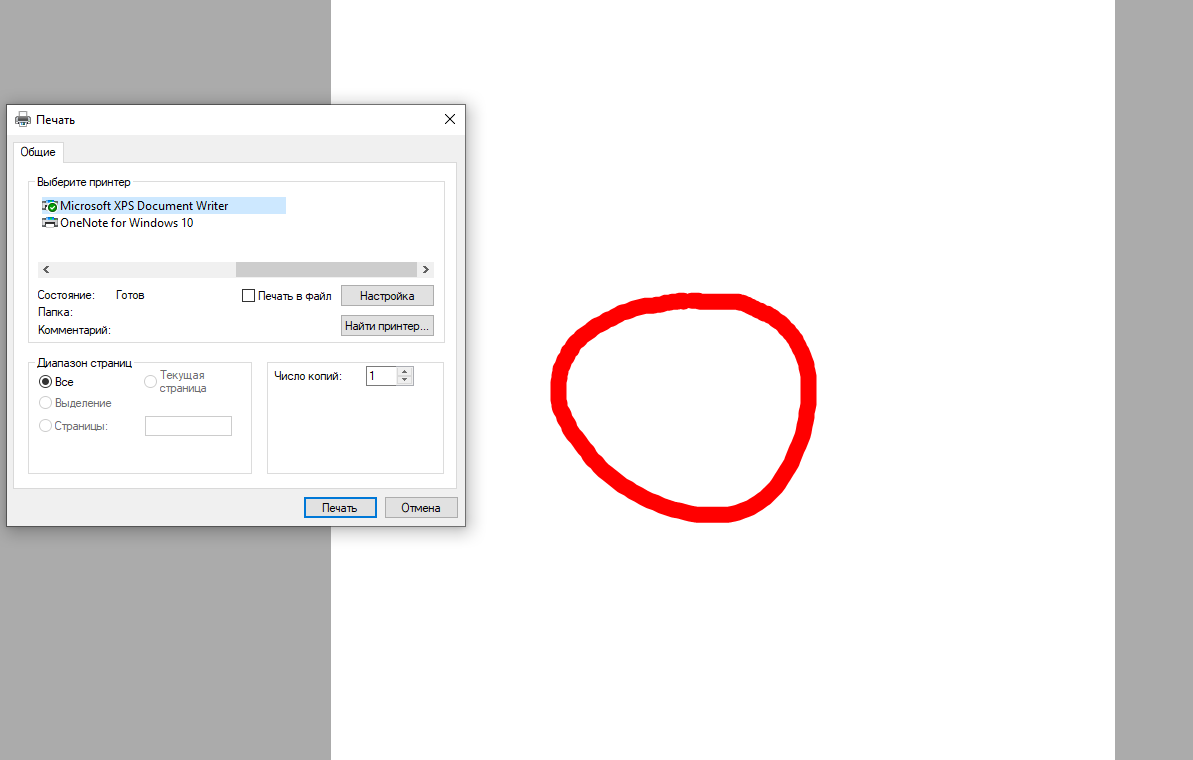 Печать
Общие
Выберите принтер
Microsoft XPS Document Writer
OneNote for Windows 10
Состояние: Готов
Печать в файл
Настройка
Папка:
Комментарий:
Найти принтер...
Диапазон страниц
Все
Текущая
страница
Выделение
Страницы:
Число копий: 1
Печать
Отмена